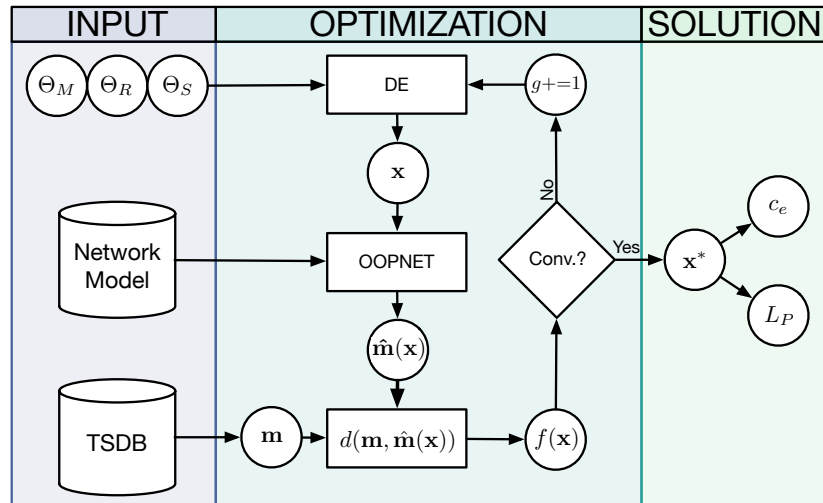 INPUT
OPTIMIZATION
SOLUTION
Θ_M
Θ_R
Θ_S
DE
g+=1
x
No
Network
Model
OOPNET
Conv.?
Yes
x*
c_e
L_P
m̂(x)
TSDB
m
d(m, m̂(x))
f(x)